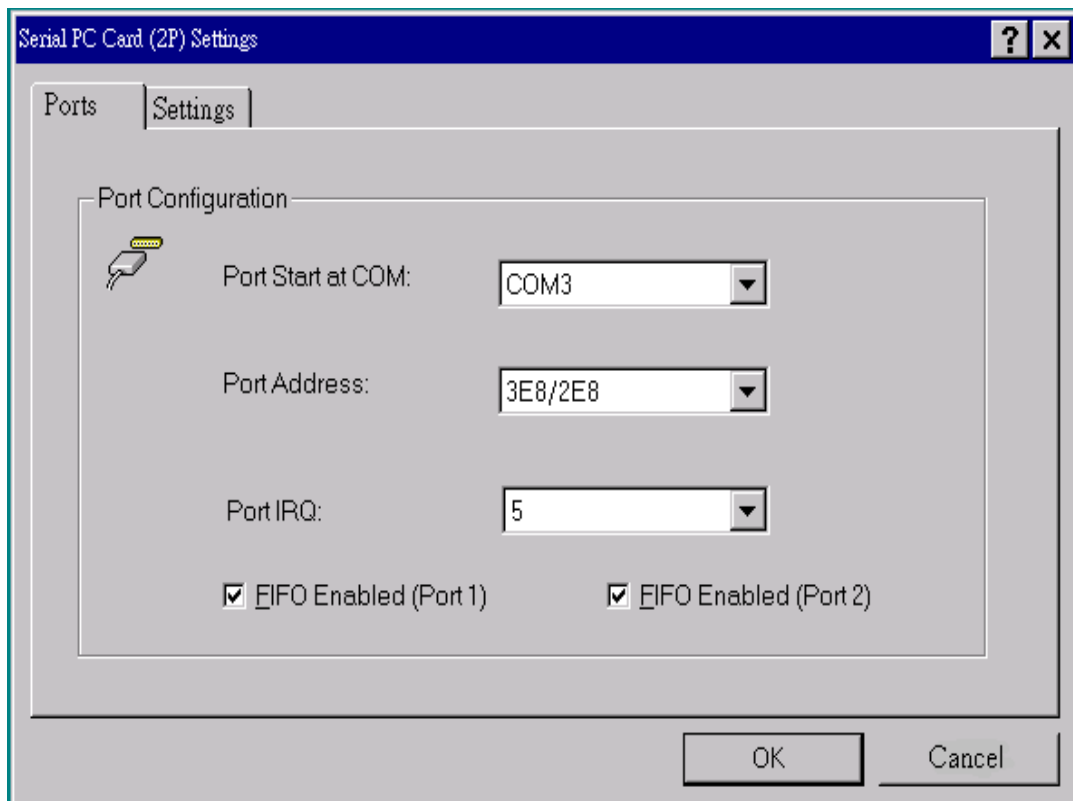 Serial PC Card (2P) Settings
Ports
Settings
Port Configuration
Port Start at COM:
COM3
Port Address:
3E8/2E8
Port IRQ:
5
FIFO Enabled (Port 1)
FIFO Enabled (Port 2)
OK
Cancel